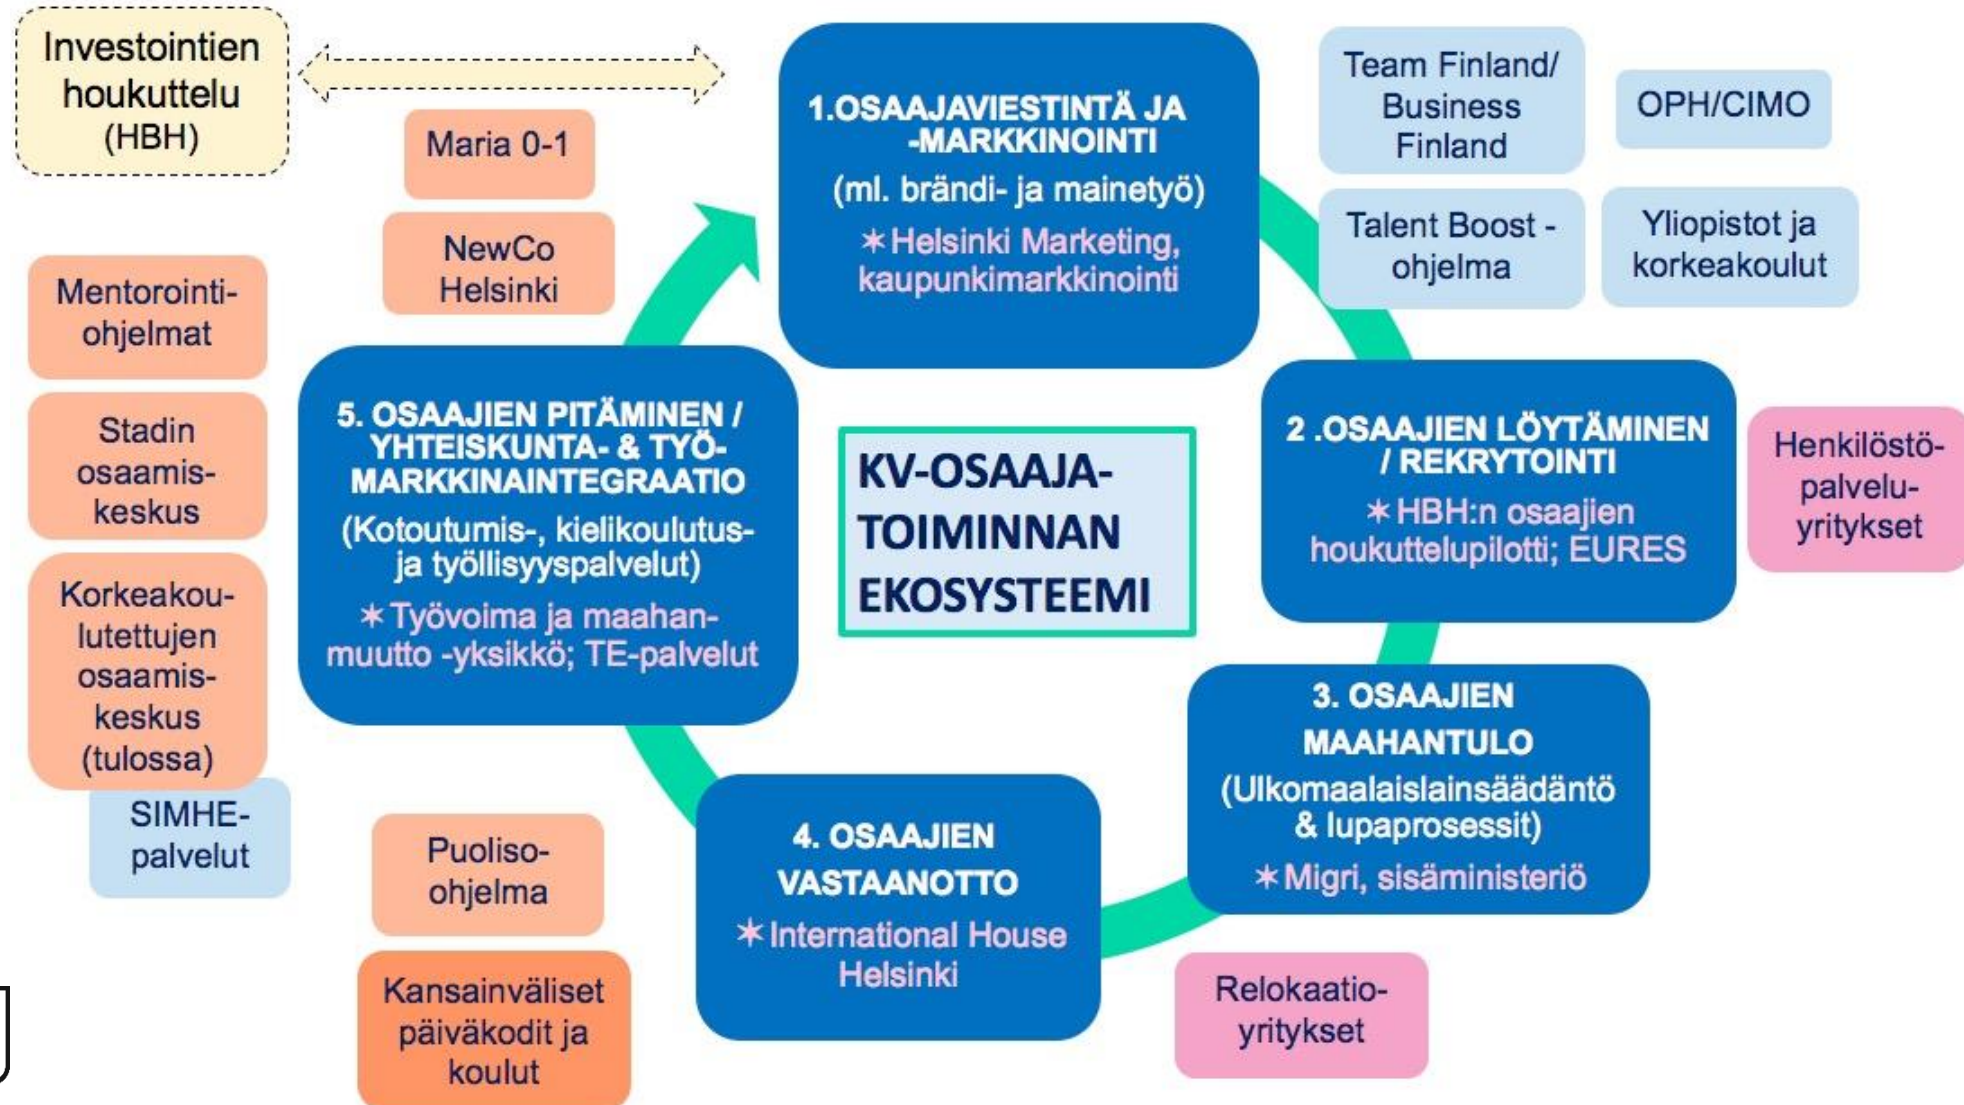 Investointien
houkuttelu
(HBH)
Maria 0-1
NewCo
Helsinki
1.OSAAJAVIESTINTÄ JA
-MARKKINOINTI
(ml. brändi- ja mainetyö)
✶Helsinki Marketing,
kaupunkimarkkinointi
Team Finland/
Business
Finland
OPH/CIMO
Talent Boost -
ohjelma
Yliopistot ja
korkeakoulut
Mentorointi-
ohjelmat
Stadin
osaamis-
keskus
Korkeakou-
lutettujen
osaamis-
keskus
(tulossa)
SIMHE-
palvelut
5. OSAAJIEN PITÄMINEN /
YHTEISKUNTA- & TYÖ-
MARKKINAINTEGRAATIO
(Kotoutumis-, kielikoulutus-
ja työllisyyspalvelut)
✶Työvoima ja maahan-
muutto -yksikkö; TE-palvelut
KV-OSAAJA-
TOIMINNAN
EKOSYSTEEMI
2 .OSAAJIEN LÖYTÄMINEN
/ REKRYTOINTI
✶HBH:n osaajien
houkuttelupilotti; EURES
Henkilöstö-
palvelu-
yritykset
3. OSAAJIEN
MAAHANTULO
(Ulkomaalaislainsäädäntö
& lupaprosessit)
✶Migri, sisäministeriö
4. OSAAJIEN
VASTAANOTTO
✶International House
Helsinki
Puoliso-
ohjelma
Kansainväliset
päiväkodit ja
koulut
Relokaatio-
yritykset